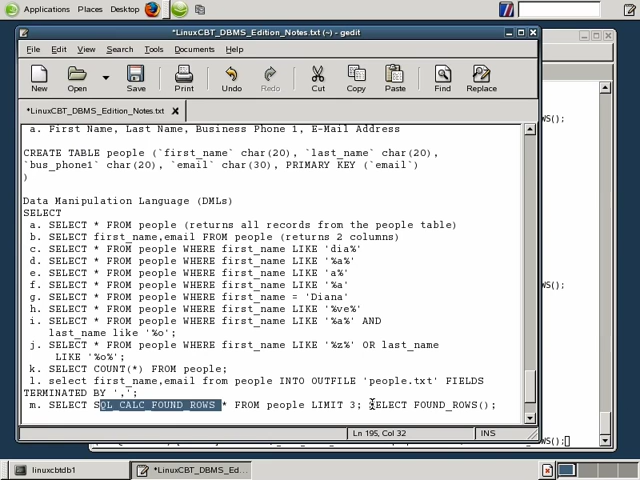 Applications Places Desktop
*LinuxCBT_DBMS_Edition_Notes.txt (~) - gedit
File Edit View Search Tools Documents Help
New Open Save Print Undo Redo Cut Copy Paste Find Replace
*LinuxCBT_DBMS_Edition_Notes.txt
a. First Name, Last Name, Business Phone 1, E-Mail Address
CREATE TABLE people (`first_name` char(20), `last_name` char(20),
`bus_phone1` char(20), `email` char(30), PRIMARY KEY (`email`)
)
Data Manipulation Language (DMLs)
SELECT
a. SELECT * FROM people (returns all records from the people table)
b. SELECT first_name,email FROM people (returns 2 columns)
c. SELECT * FROM people WHERE first_name LIKE 'dia%'
d. SELECT * FROM people WHERE first_name LIKE '%a%'
e. SELECT * FROM people WHERE first_name LIKE 'a%'
f. SELECT * FROM people WHERE first_name LIKE '%a'
g. SELECT * FROM people WHERE first_name = 'Diana'
h. SELECT * FROM people WHERE first_name LIKE '%ve%'
i. SELECT * FROM people WHERE first_name LIKE '%a%' AND
last_name like '%o';
j. SELECT * FROM people WHERE first_name LIKE '%z%' OR last_name
LIKE '%o%';
k. SELECT COUNT(*) FROM people;
l. select first_name,email from people INTO OUTFILE 'people.txt' FIELDS
TERMINATED BY ',';
m. SELECT SQL_CALC_FOUND_ROWS * FROM people LIMIT 3; SELECT FOUND_ROWS();
Ln 195, Col 32 INS
WS();
WS();
WS();
linuxcbtdb1 *LinuxCBT_DBMS_Ed...